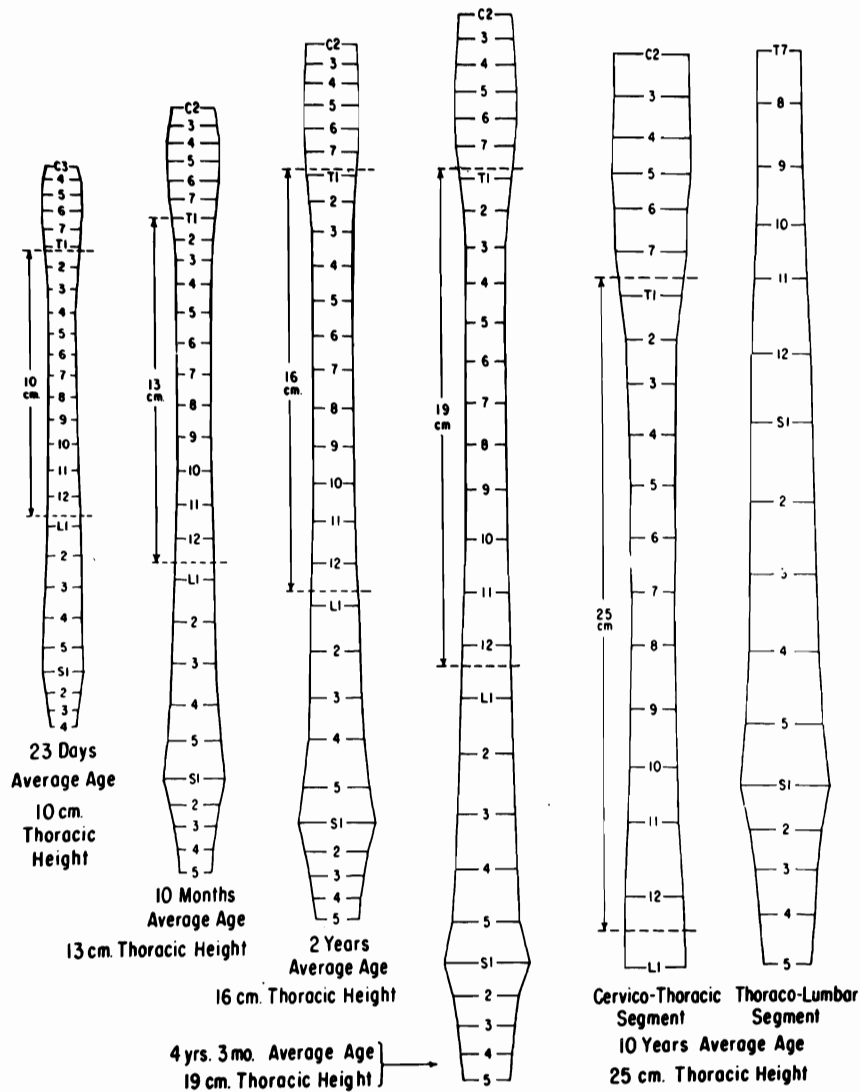 C3
4
5
6
7
T1
2
3
4
5
6
7
8
9
10
11
12
L1
2
3
4
5
S1
2
3
4
10
cm.
23 Days
Average Age
10 cm.
Thoracic
Height
C2
3
4
5
6
7
T1
2
3
4
5
6
7
8
9
10
11
12
L1
2
3
4
5
S1
2
3
4
5
13
cm.
10 Months
Average Age
13 cm. Thoracic Height
C2
3
4
5
6
7
T1
2
3
4
5
6
7
8
9
10
11
12
L1
2
3
4
5
S1
2
3
4
5
16
cm.
2 Years
Average Age
16 cm. Thoracic Height
C2
3
4
5
6
7
T1
2
3
4
5
6
7
8
9
10
11
12
L1
2
3
4
5
S1
2
3
4
5
19
cm
4 yrs. 3 mo. Average Age
19 cm. Thoracic Height
C2
3
4
5
6
7
T1
2
3
4
5
6
7
8
9
10
11
12
L1
25
cm
Cervico-Thoracic
Segment
T7
8
9
10
11
12
S1
2
3
4
5
S1
2
3
4
5
Thoraco-Lumbar
Segment
10 Years Average Age
25 cm. Thoracic Height